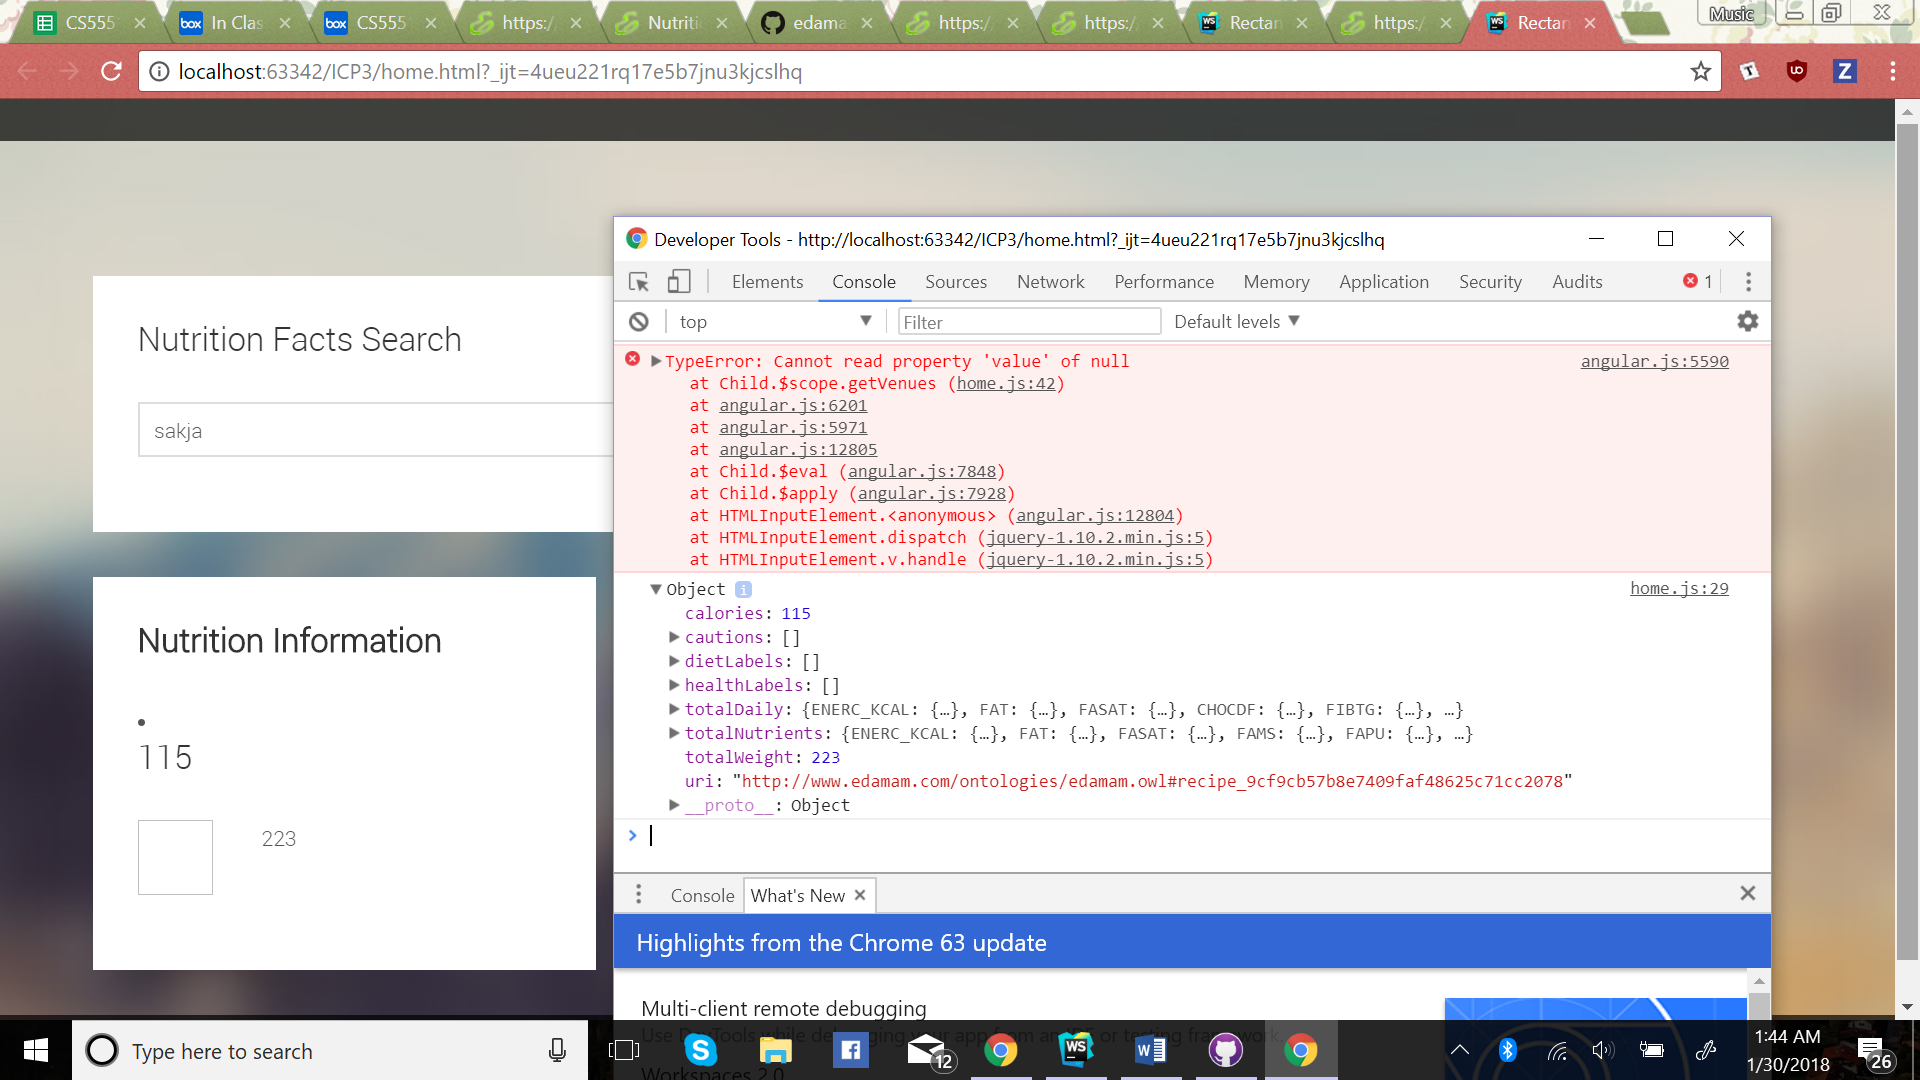 CS555
In Clas
CS555
https:/
Nutriti
edama
https:/
https:/
Rectan
https:/
Rectan
Music
localhost:63342/ICP3/home.html?_ijt=4ueu221rq17e5b7jnu3kjcslhq
Developer Tools - http://localhost:63342/ICP3/home.html?_ijt=4ueu221rq17e5b7jnu3kjcslhq
Elements Console Sources Network Performance Memory Application Security Audits 1
top Filter Default levels
TypeError: Cannot read property 'value' of null angular.js:5590
at Child.$scope.getVenues (home.js:42)
at angular.js:6201
at angular.js:5971
at angular.js:12805
at Child.$eval (angular.js:7848)
at Child.$apply (angular.js:7928)
at HTMLInputElement.<anonymous> (angular.js:12804)
at HTMLInputElement.dispatch (jquery-1.10.2.min.js:5)
at HTMLInputElement.v.handle (jquery-1.10.2.min.js:5)
Object i home.js:29
calories: 115
cautions: []
dietLabels: []
healthLabels: []
totalDaily: {ENERC_KCAL: {…}, FAT: {…}, FASAT: {…}, CHOCDF: {…}, FIBTG: {…}, …}
totalNutrients: {ENERC_KCAL: {…}, FAT: {…}, FASAT: {…}, FAMS: {…}, FAPU: {…}, …}
totalWeight: 223
uri: "http://www.edamam.com/ontologies/edamam.owl#recipe_9cf9cb57b8e7409faf48625c71cc2078"
__proto__: Object
Console What's New
Highlights from the Chrome 63 update
Multi-client remote debugging
Use DevTools while debugging your app from an IDE or testing framework.
Workspaces 2.0
Nutrition Facts Search
sakja
Nutrition Information
115
223
Type here to search
12
1:44 AM
1/30/2018
26